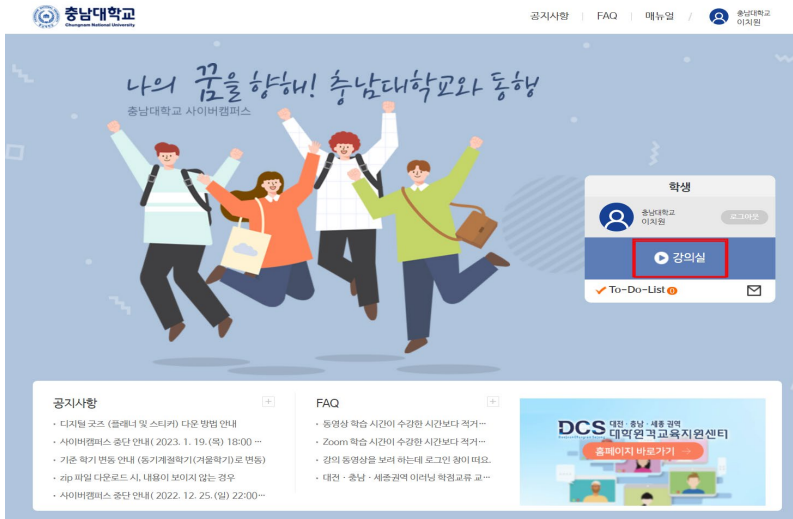 충남대학교
Chungnam National University
공지사항 | FAQ | 매뉴얼 / 충남대학교
이치원
나의 꿈을 향해! 충남대학교와 동행
충남대학교 사이버캠퍼스
학생
충남대학교
이치원
로그아웃
강의실
To-Do-List 0
공지사항
· 디지털 굿즈 (플래너 및 스티커) 다운 방법 안내
· 사이버캠퍼스 중단 안내( 2023. 1. 19.(목) 18:00 …
· 기준 학기 변동 안내 (동기계절학기(겨울학기)로 변동)
· zip 파일 다운로드 시, 내용이 보이지 않는 경우
· 사이버캠퍼스 중단 안내( 2022. 12. 25.(일) 22:00…
FAQ
· 동영상 학습 시간이 수강한 시간보다 적거…
· Zoom 학습 시간이 수강한 시간보다 적거…
· 강의 동영상을 보려 하는데 로그인 창이 떠요.
· 대전 · 충남 · 세종권역 이러닝 학점교류 교…
DCS 대전 · 충남 · 세종 권역
대학원격교육지원센터
홈페이지 바로가기 →